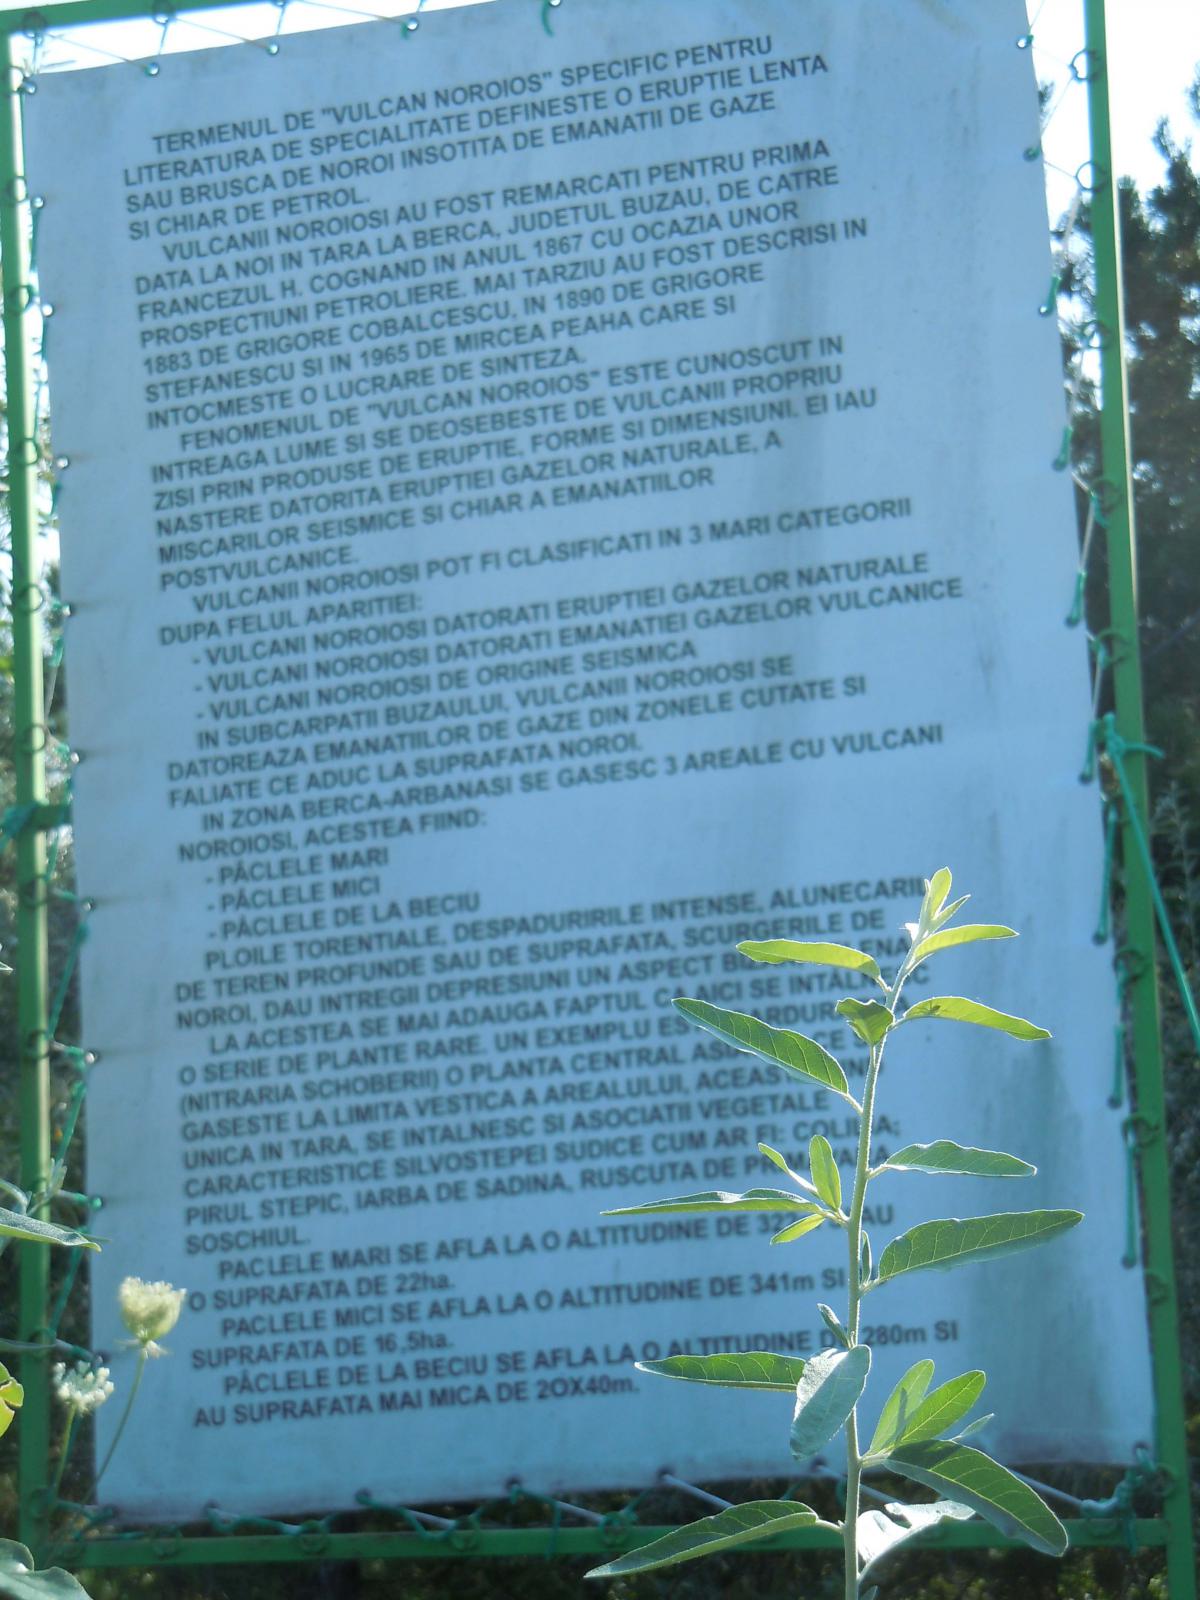 TERMENUL DE "VULCAN NOROIOS" SPECIFIC PENTRU
LITERATURA DE SPECIALITATE DEFINESTE O ERUPTIE LENTA
SAU BRUSCA DE NOROI INSOTITA DE EMANATII DE GAZE
SI CHIAR DE PETROL.
VULCANII NOROIOSI AU FOST REMARCATI PENTRU PRIMA
DATA LA NOI IN TARA LA BERCA, JUDETUL BUZAU, DE CATRE
FRANCEZUL H. COGNAND IN ANUL 1867 CU OCAZIA UNOR
PROSPECTIUNI PETROLIERE. MAI TARZIU AU FOST DESCRISI IN
1883 DE GRIGORE COBALCESCU, IN 1890 DE GRIGORE
STEFANESCU SI IN 1965 DE MIRCEA PEAHA CARE SI
INTOCMESTE O LUCRARE DE SINTEZA.
FENOMENUL DE "VULCAN NOROIOS" ESTE CUNOSCUT IN
INTREAGA LUME SI SE DEOSEBESTE DE VULCANII PROPRIU
ZISI PRIN PRODUSE DE ERUPTIE, FORME SI DIMENSIUNI. EI IAU
NASTERE DATORITA ERUPTIEI GAZELOR NATURALE, A
MISCARILOR SEISMICE SI CHIAR A EMANATIILOR
POSTVULCANICE.
VULCANII NOROIOSI POT FI CLASIFICATI IN 3 MARI CATEGORII
DUPA FELUL APARITIEI:
- VULCANI NOROIOSI DATORATI ERUPTIEI GAZELOR NATURALE
- VULCANI NOROIOSI DATORATI EMANATIEI GAZELOR VULCANICE
- VULCANI NOROIOSI DE ORIGINE SEISMICA
IN SUBCARPATII BUZAULUI, VULCANII NOROIOSI SE
DATOREAZA EMANATIILOR DE GAZE DIN ZONELE CUTATE SI
FALIATE CE ADUC LA SUPRAFATA NOROI.
IN ZONA BERCA-ARBANASI SE GASESC 3 AREALE CU VULCANI
NOROIOSI, ACESTEA FIIND:
- PÂCLELE MARI
- PÂCLELE MICI
- PÂCLELE DE LA BECIU
PLOILE TORENTIALE, DESPADURIRILE INTENSE, ALUNECARILE
DE TEREN PROFUNDE SAU DE SUPRAFATA, SCURGERILE DE
NOROI, DAU INTREGII DEPRESIUNI UN ASPECT
LA ACESTEA SE MAI ADAUGA FAPTUL CA AICI SE INTALNESC
O SERIE DE PLANTE RARE. UN EXEMPLU
(NITRARIA SCHOBERII) O PLANTA CENTRAL CE
GASESTE LA LIMITA VESTICA A AREALULUI,
UNICA IN TARA, SE INTALNESC SI ASOCIATII VEGETALE
CARACTERISTICE SILVOSTEPEI SUDICE CUM AR FI:
PIRUL STEPIC, IARBA DE SADINA, RUSCUTA DE
SOSCHIUL.
PACLELE MARI SE AFLA LA O ALTITUDINE DE AU
O SUPRAFATA DE 22ha.
PACLELE MICI SE AFLA LA O ALTITUDINE DE 341m SI
SUPRAFATA DE 16,5ha.
PÂCLELE DE LA BECIU SE AFLA LA O ALTITUDINE 280m SI
AU SUPRAFATA MAI MICA DE 20X40m.